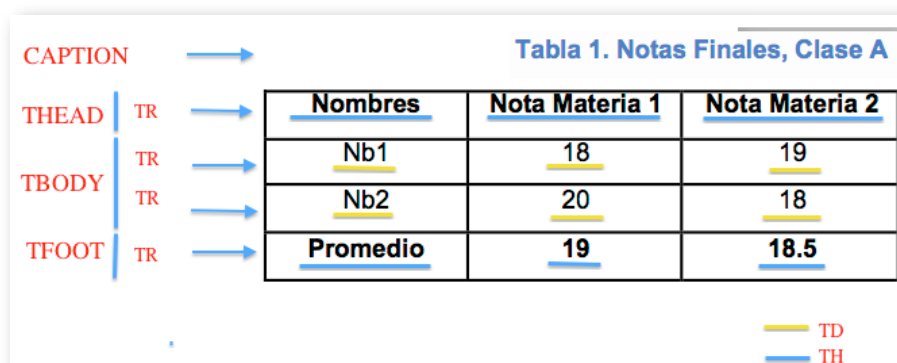 CAPTION Tabla 1. Notas Finales, Clase A
THEAD TR Nombres Nota Materia 1 Nota Materia 2
TBODY
TR Nb1 18 19
TR Nb2 20 18
TFOOT TR Promedio 19 18.5
TD
TH